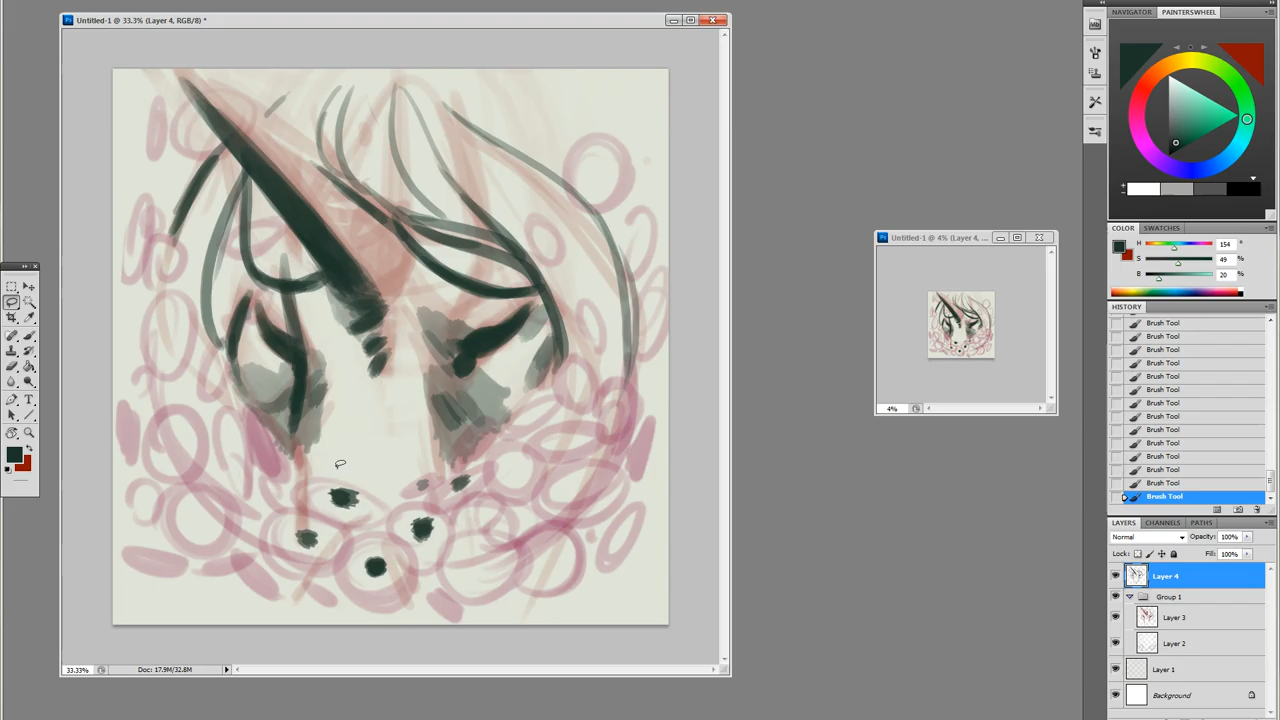 Untitled-1 @ 33.3% (Layer 4, RGB/8) *
33.33%
Doc: 17.9M/32.8M
Untitled-1 @ 4% (Layer 4, ...
4%
NAVIGATOR
PAINTERSWHEEL
COLOR
SWATCHES
H
154
°
S
49
%
B
20
%
HISTORY
Brush Tool
Brush Tool
Brush Tool
Brush Tool
Brush Tool
Brush Tool
Brush Tool
Brush Tool
Brush Tool
Brush Tool
Brush Tool
Brush Tool
Brush Tool
Brush Tool
LAYERS
CHANNELS
PATHS
Normal
Opacity: 100%
Lock:
Fill: 100%
Layer 4
Group 1
Layer 3
Layer 2
Layer 1
Background